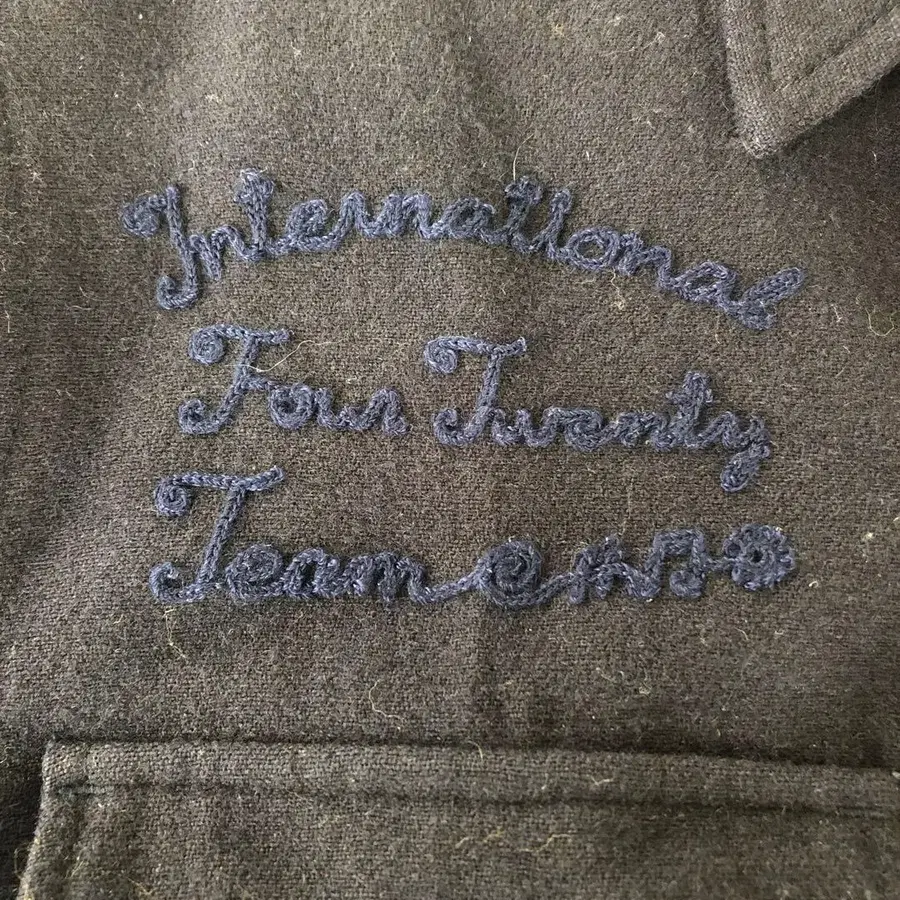 International
Four Twenty
Team